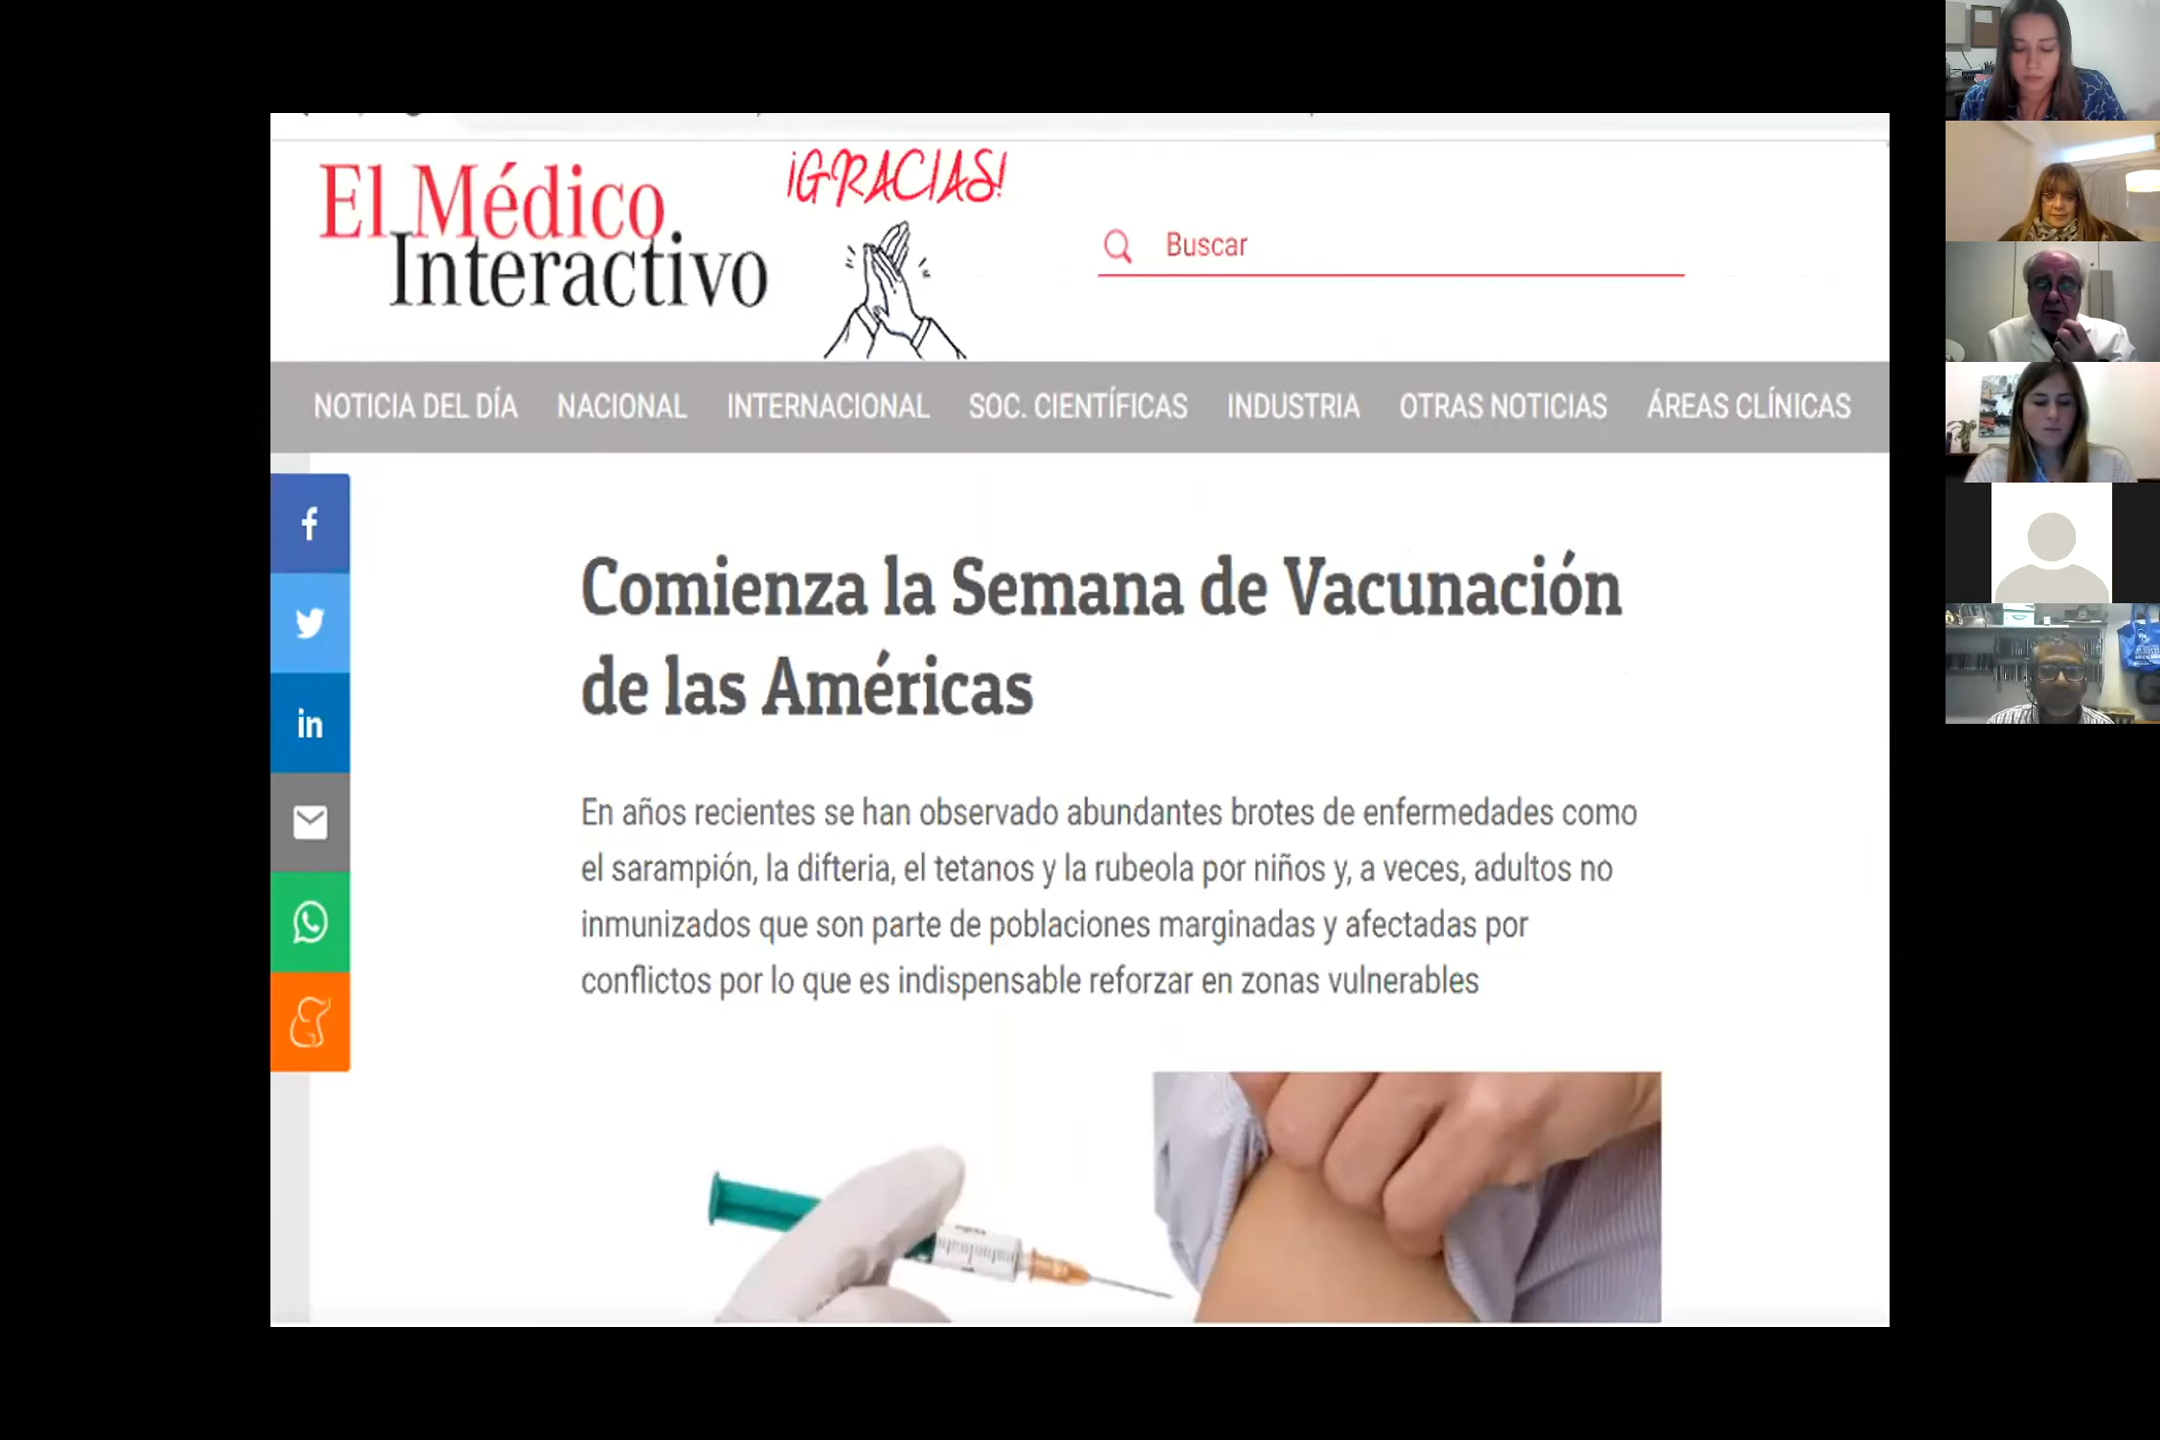 El Médico
Interactivo
¡GRACIAS!
Buscar
NOTICIA DEL DÍA NACIONAL INTERNACIONAL SOC. CIENTÍFICAS INDUSTRIA OTRAS NOTICIAS ÁREAS CLÍNICAS
f
in
Comienza la Semana de Vacunación
de las Américas
En años recientes se han observado abundantes brotes de enfermedades como
el sarampión, la difteria, el tetanos y la rubeola por niños y, a veces, adultos no
inmunizados que son parte de poblaciones marginadas y afectadas por
conflictos por lo que es indispensable reforzar en zonas vulnerables